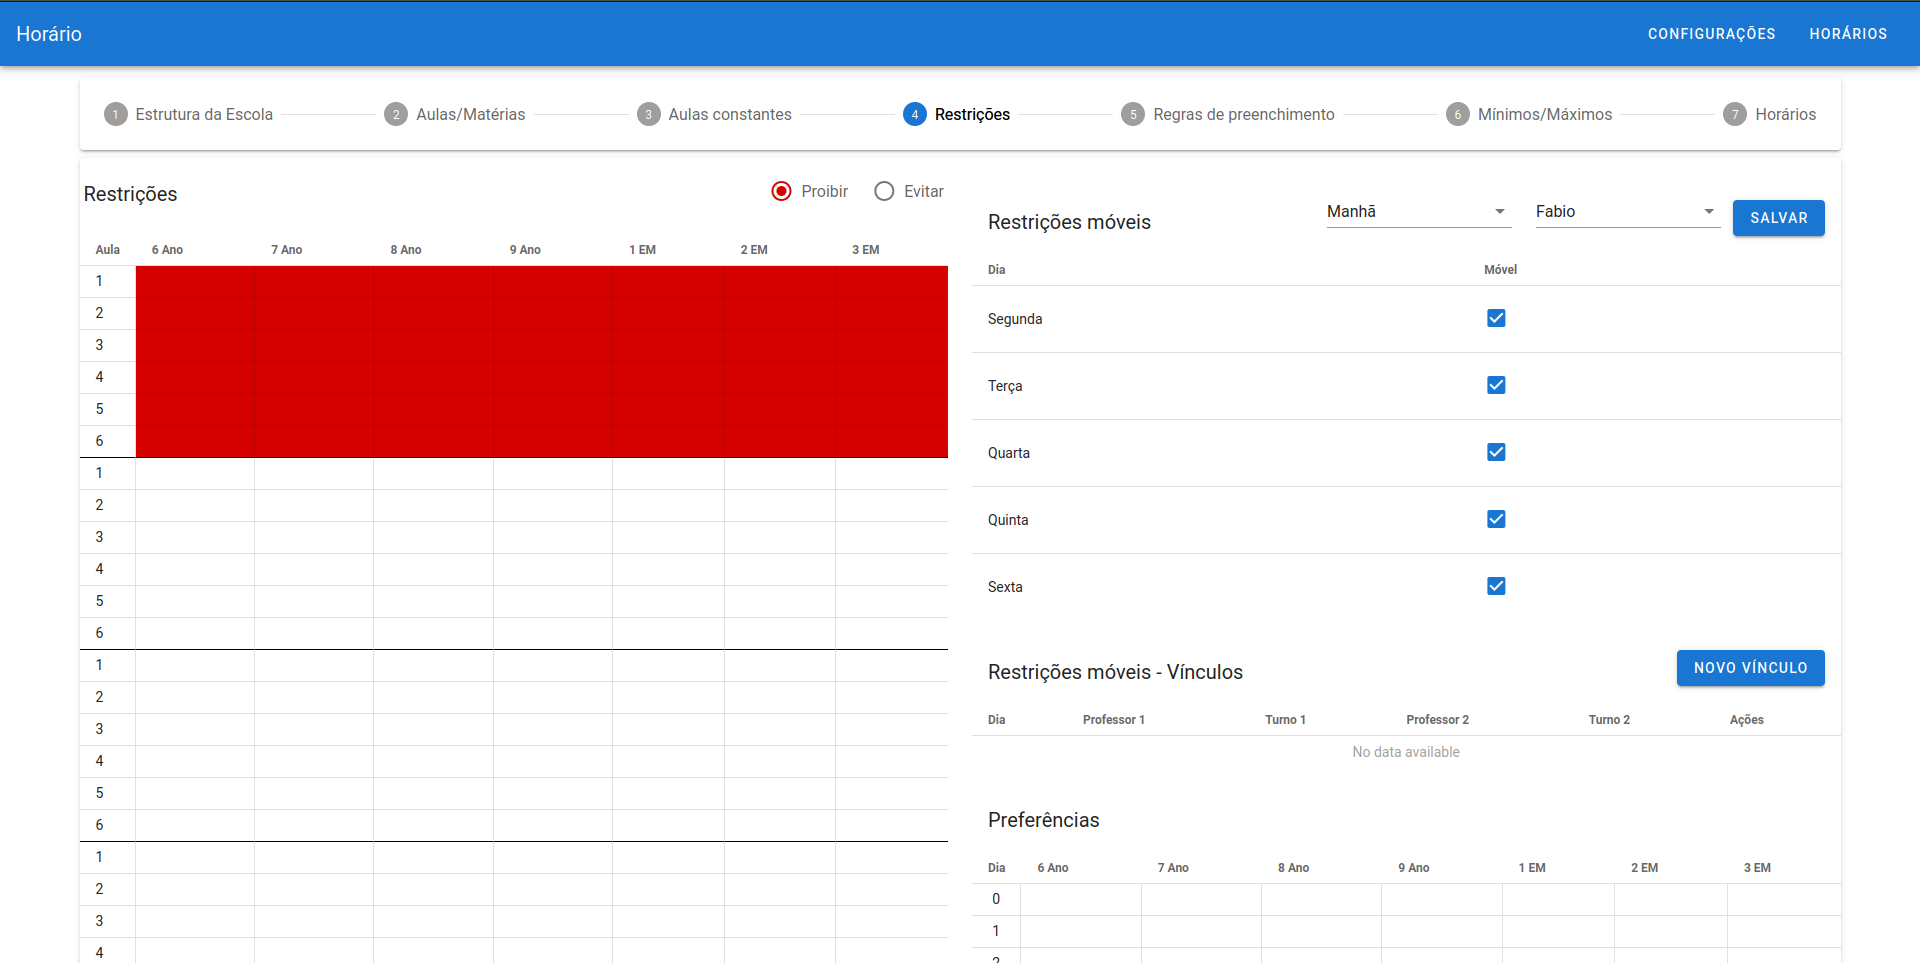 Horário
CONFIGURAÇÕES HORÁRIOS
1 Estrutura da Escola 2 Aulas/Matérias 3 Aulas constantes 4 Restrições 5 Regras de preenchimento 6 Mínimos/Máximos 7 Horários
Restrições
Proibir Evitar
Aula 6 Ano 7 Ano 8 Ano 9 Ano 1 EM 2 EM 3 EM
1
2
3
4
5
6
1
2
3
4
5
6
1
2
3
4
5
6
1
2
3
4
Restrições móveis
Manhã Fabio SALVAR
Dia Móvel
Segunda
Terça
Quarta
Quinta
Sexta
Restrições móveis - Vínculos NOVO VÍNCULO
Dia Professor 1 Turno 1 Professor 2 Turno 2 Ações
No data available
Preferências
Dia 6 Ano 7 Ano 8 Ano 9 Ano 1 EM 2 EM 3 EM
0
1
2